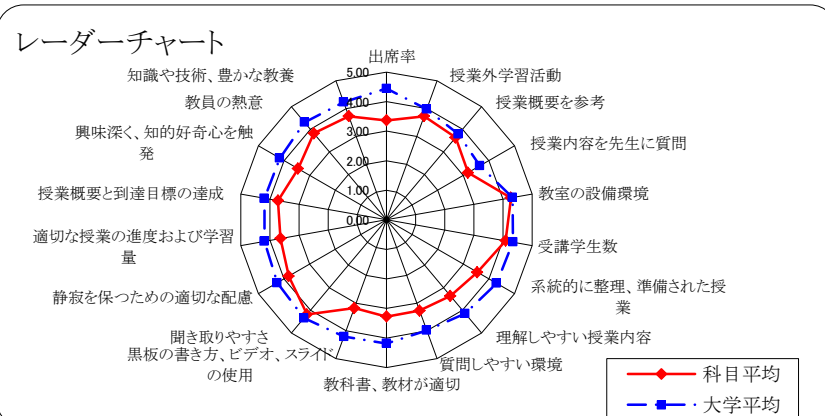 レーダーチャート
出席率
授業外学習活動
授業概要を参考
授業内容を先生に質問
教室の設備環境
受講学生数
系統的に整理、準備された授
業
理解しやすい授業内容
質問しやすい環境
教科書、教材が適切
黒板の書き方、ビデオ、スライド
の使用
聞き取りやすさ
静寂を保つための適切な配慮
適切な授業の進度および学習
量
授業概要と到達目標の達成
興味深く、知的好奇心を触
発
教員の熱意
知識や技術、豊かな教養
5.00
4.00
3.00
2.00
1.00
0.00
科目平均
大学平均